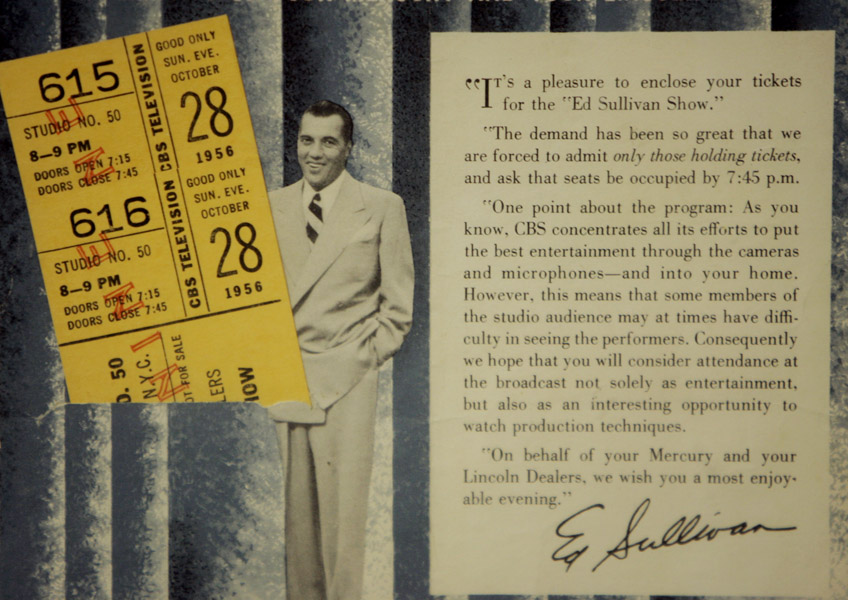 615
STUDIO NO. 50
8–9 PM
DOORS OPEN 7:15
DOORS CLOSE 7:45
CBS TELEVISION
GOOD ONLY
SUN. EVE.
OCTOBER
28
1956
616
STUDIO NO. 50
8–9 PM
DOORS OPEN 7:15
DOORS CLOSE 7:45
CBS TELEVISION
GOOD ONLY
SUN. EVE.
OCTOBER
28
1956
O. 50
N.Y.C.
OT FOR SALE
LERS
HOW
“It's a pleasure to enclose your tickets
for the "Ed Sullivan Show."
"The demand has been so great that we
are forced to admit only those holding tickets,
and ask that seats be occupied by 7:45 p.m.
"One point about the program: As you
know, CBS concentrates all its efforts to put
the best entertainment through the cameras
and microphones—and into your home.
However, this means that some members of
the studio audience may at times have diffi-
culty in seeing the performers. Consequently
we hope that you will consider attendance at
the broadcast not solely as entertainment,
but also as an interesting opportunity to
watch production techniques.
"On behalf of your Mercury and your
Lincoln Dealers, we wish you a most enjoy-
able evening."
Ed Sullivan